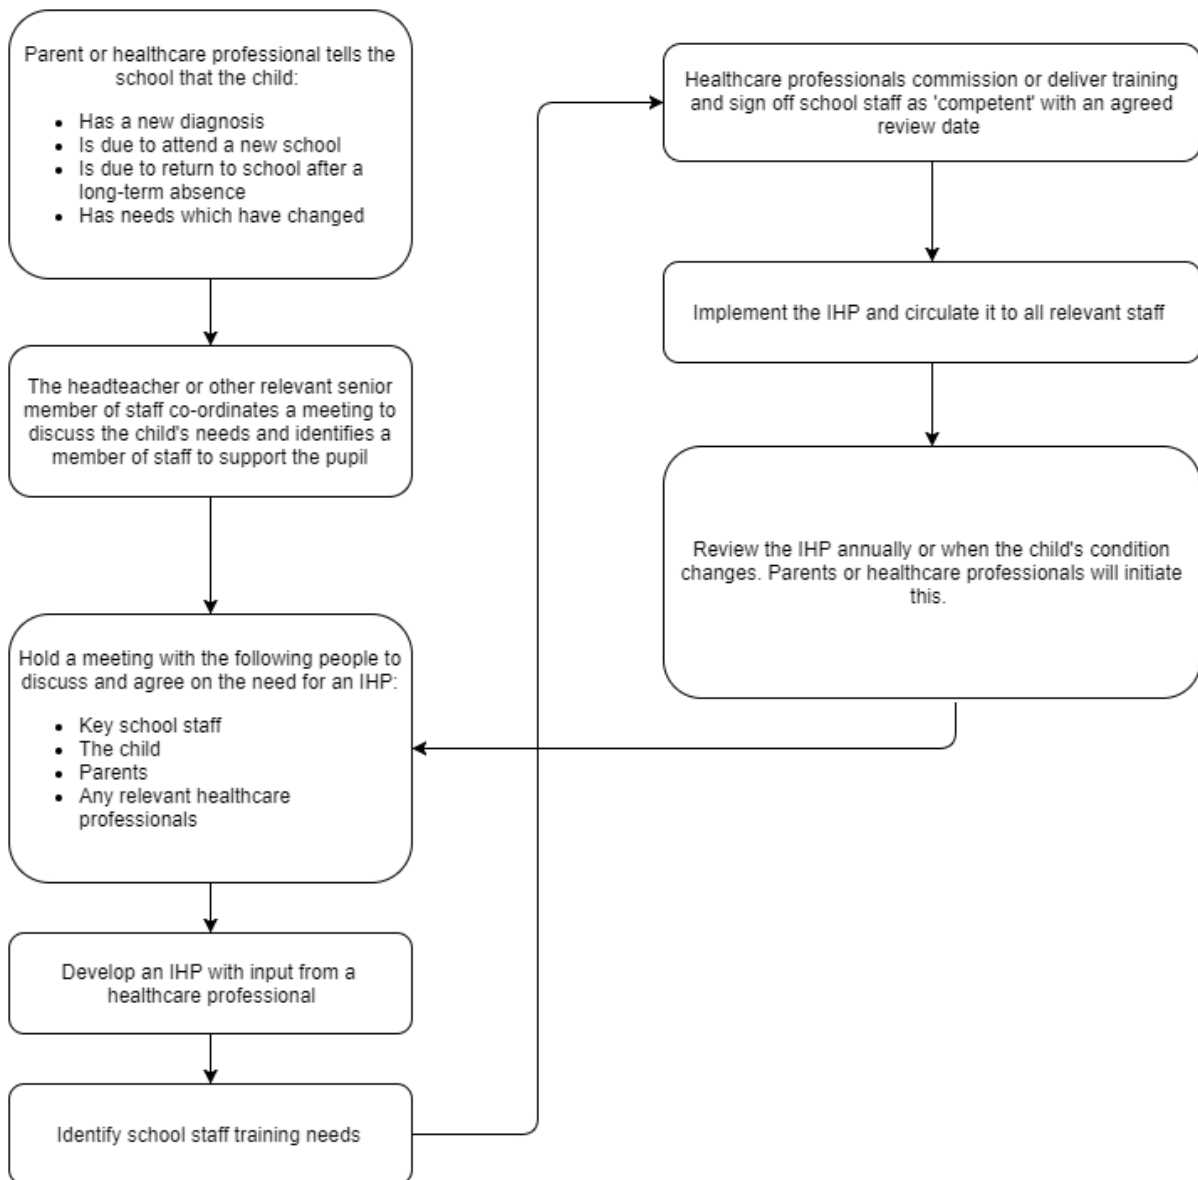 Parent or healthcare professional tells the
school that the child:
• Has a new diagnosis
• Is due to attend a new school
• Is due to return to school after a
long-term absence
• Has needs which have changed
The headteacher or other relevant senior
member of staff co-ordinates a meeting to
discuss the child's needs and identifies a
member of staff to support the pupil
Hold a meeting with the following people to
discuss and agree on the need for an IHP:
• Key school staff
• The child
• Parents
• Any relevant healthcare
professionals
Develop an IHP with input from a
healthcare professional
Identify school staff training needs
Healthcare professionals commission or deliver training
and sign off school staff as 'competent' with an agreed
review date
Implement the IHP and circulate it to all relevant staff
Review the IHP annually or when the child's condition
changes. Parents or healthcare professionals will initiate
this.